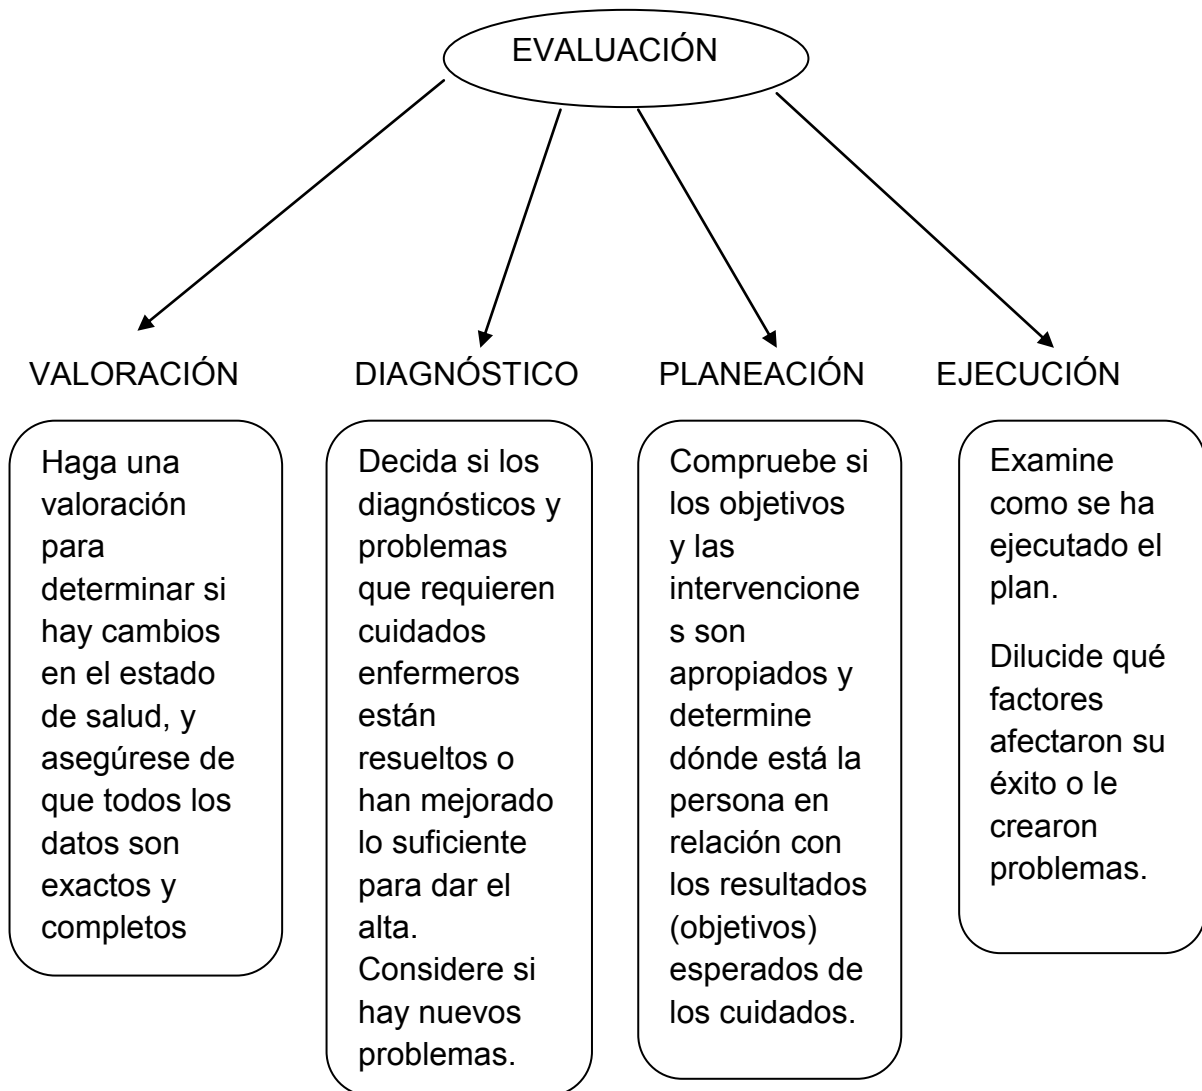 EVALUACIÓN
VALORACIÓN
DIAGNÓSTICO
PLANEACIÓN
EJECUCIÓN
Haga una
valoración
para
determinar si
hay cambios
en el estado
de salud, y
asegúrese de
que todos los
datos son
exactos y
completos
Decida si los
diagnósticos y
problemas
que requieren
cuidados
enfermeros
están
resueltos o
han mejorado
lo suficiente
para dar el
alta.
Considere si
hay nuevos
problemas.
Compruebe si
los objetivos
y las
intervencione
s son
apropiados y
determine
dónde está la
persona en
relación con
los resultados
(objetivos)
esperados de
los cuidados.
Examine
como se ha
ejecutado el
plan.
Dilucide qué
factores
afectaron su
éxito o le
crearon
problemas.